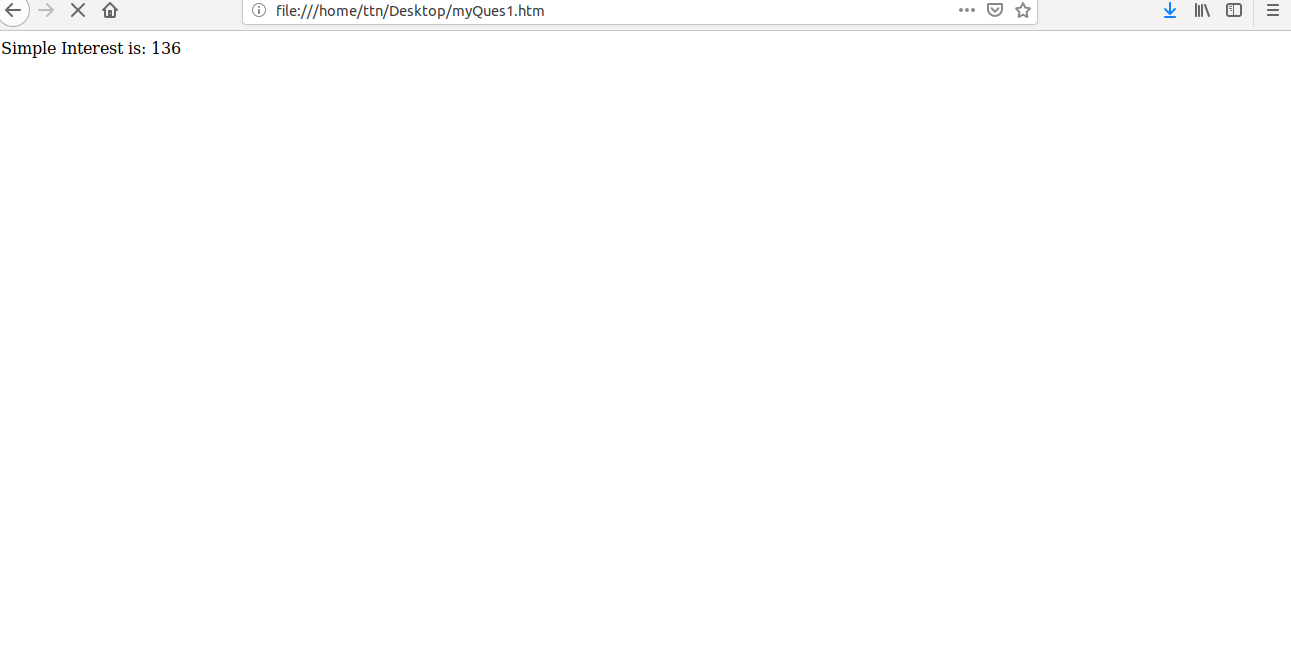 file:///home/ttn/Desktop/myQues1.htm
Simple Interest is: 136